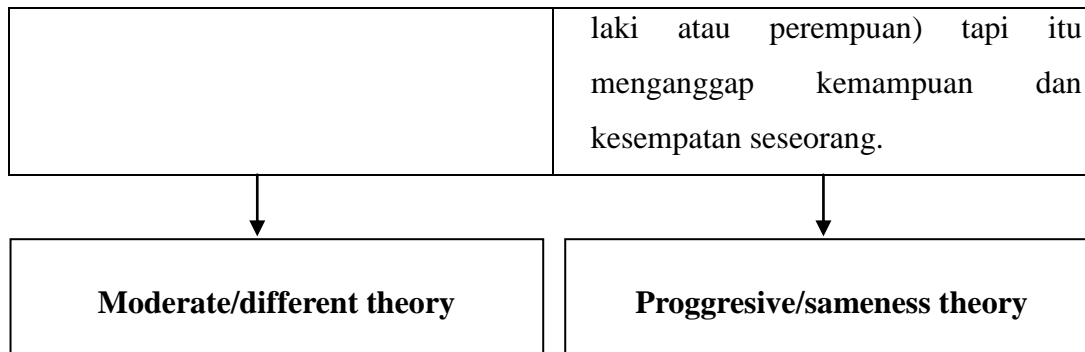 laki atau perempuan) tapi itu
menganggap kemampuan dan
kesempatan seseorang.
Moderate/different theory
Proggresive/sameness theory